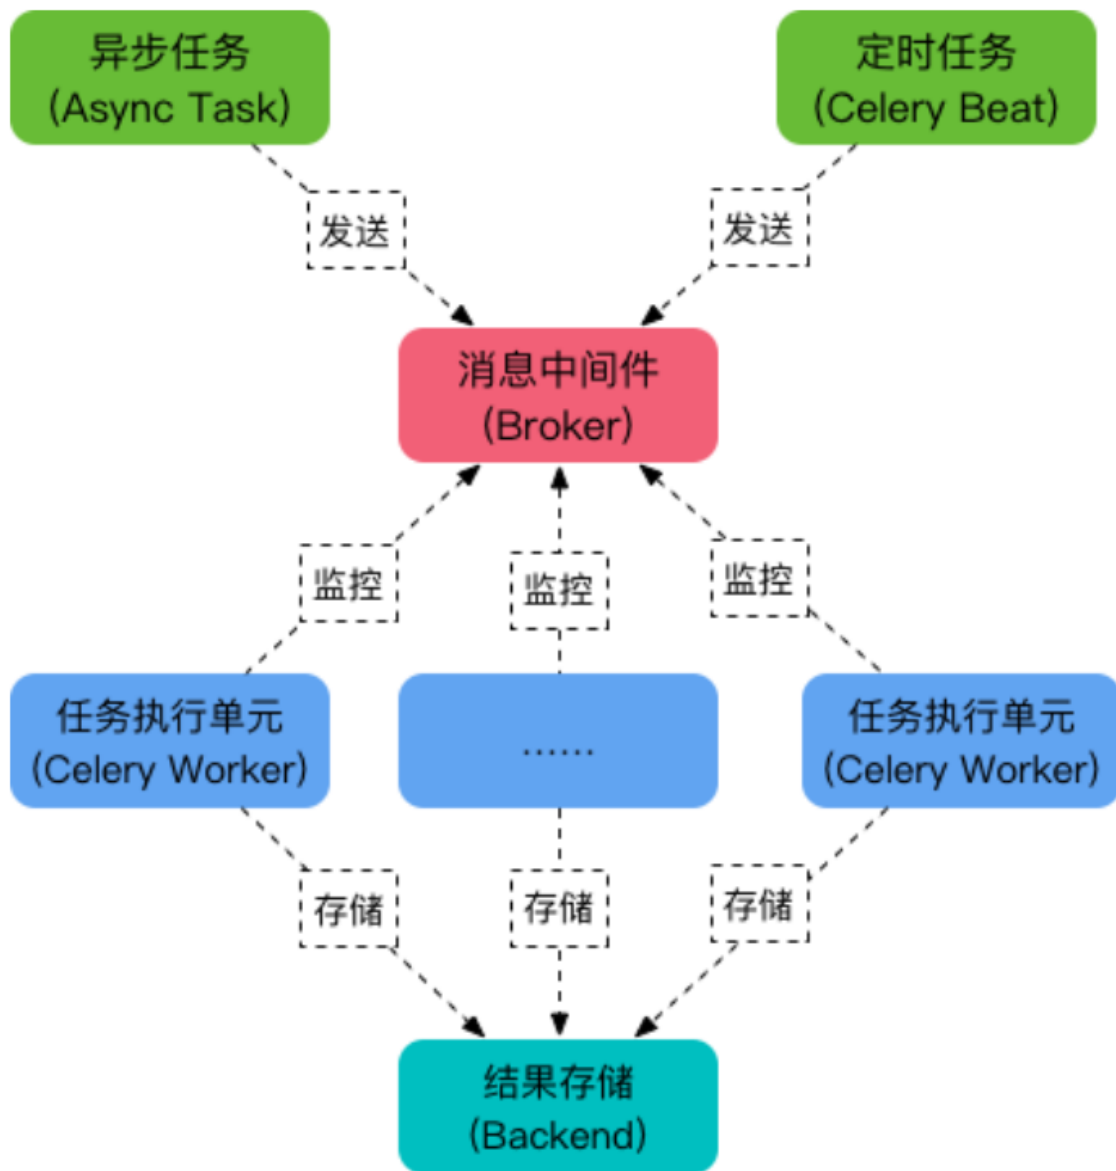 异步任务
(Async Task)
定时任务
(Celery Beat)
发送
发送
消息中间件
(Broker)
监控
监控
监控
任务执行单元
(Celery Worker)
......
任务执行单元
(Celery Worker)
存储
存储
存储
结果存储
(Backend)